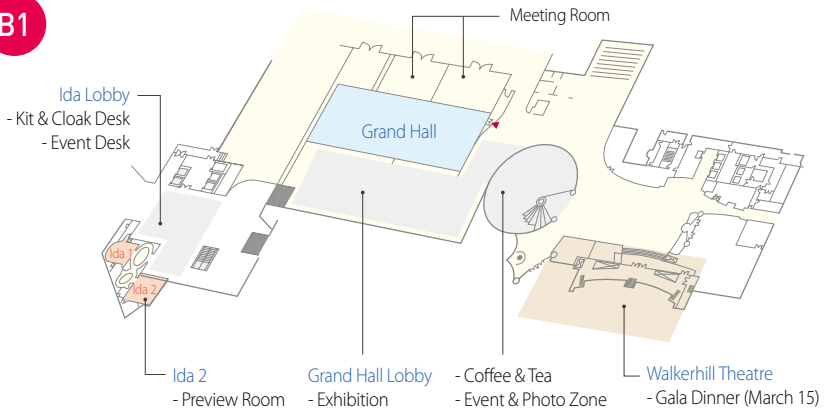 B1
Meeting Room
Ida Lobby
- Kit & Cloak Desk
- Event Desk
Grand Hall
Ida 1
Ida 2
Ida 2
- Preview Room
Grand Hall Lobby
- Exhibition
- Coffee & Tea
- Event & Photo Zone
Walkerhill Theatre
- Gala Dinner (March 15)